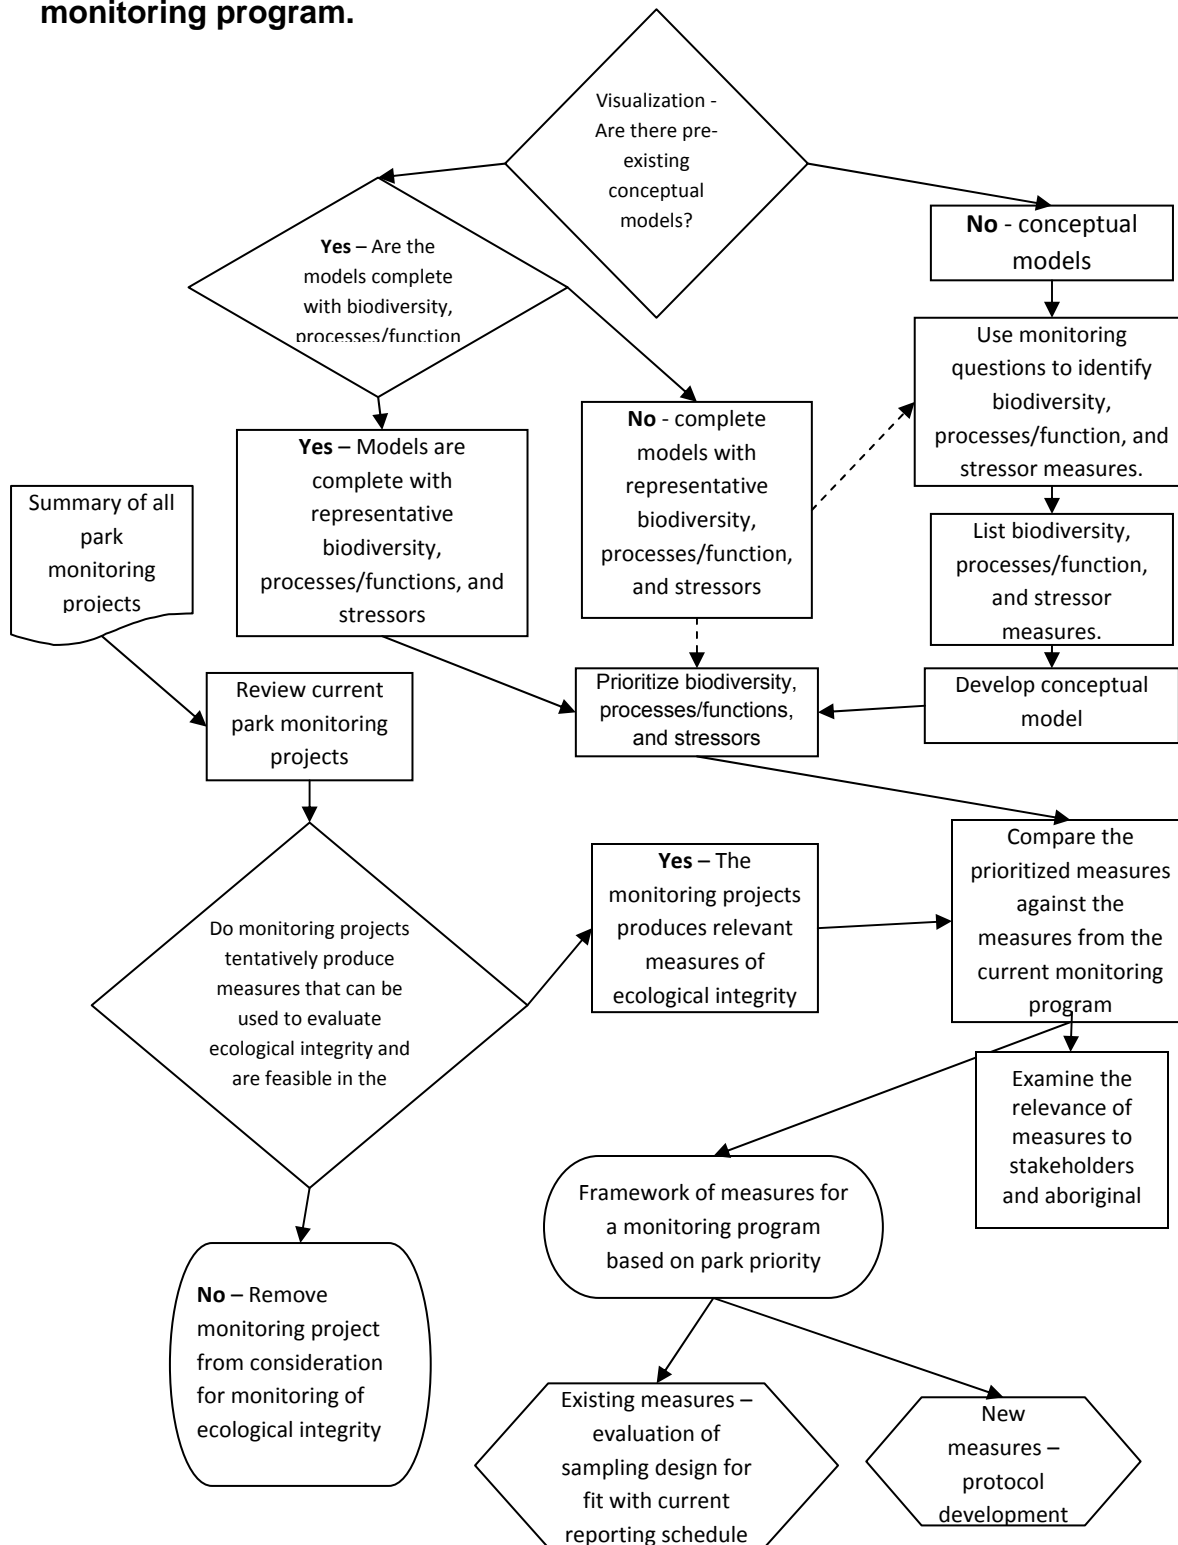 monitoring program.
Visualization -
Are there pre-
existing
conceptual
models?
Yes – Are the
models complete
with biodiversity,
processes/function
No - conceptual
models
Use monitoring
questions to identify
biodiversity,
processes/function, and
stressor measures.
No - complete
models with
representative
biodiversity,
processes/function,
and stressors
Yes – Models are
complete with
representative
biodiversity,
processes/functions, and
stressors
Summary of all
park
monitoring
projects
List biodiversity,
processes/function,
and stressor
measures.
Review current
park monitoring
projects
Prioritize biodiversity,
processes/functions,
and stressors
Develop conceptual
model
Compare the
prioritized measures
against the
measures from the
current monitoring
program
Yes – The
monitoring projects
produces relevant
measures of
ecological integrity
Do monitoring projects
tentatively produce
measures that can be
used to evaluate
ecological integrity and
are feasible in the
Examine the
relevance of
measures to
stakeholders
and aboriginal
Framework of measures for
a monitoring program
based on park priority
No – Remove
monitoring project
from consideration
for monitoring of
ecological integrity
Existing measures –
evaluation of
sampling design for
fit with current
reporting schedule
New
measures –
protocol
development